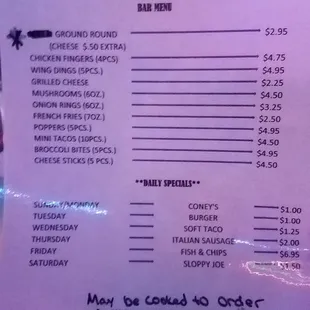 BAR MENU
GROUND ROUND $2.95
(CHEESE $.50 EXTRA)
CHICKEN FINGERS (4PCS) $4.75
WING DINGS (5PCS.) $4.95
GRILLED CHEESE $2.25
MUSHROOMS (6OZ.) $4.50
ONION RINGS (6OZ.) $3.25
FRENCH FRIES (7OZ.) $2.50
POPPERS (5PCS.) $4.95
MINI TACOS (10PCS.) $4.50
BROCCOLI BITES (5PCS.) $4.95
CHEESE STICKS (5 PCS.) $4.50
**DAILY SPECIALS**
SUNDAY/MONDAY CONEY'S $1.00
TUESDAY BURGER $1.00
WEDNESDAY SOFT TACO $1.25
THURSDAY ITALIAN SAUSAGE $2.00
FRIDAY FISH & CHIPS $6.95
SATURDAY SLOPPY JOE $1.50
May be cooked to order